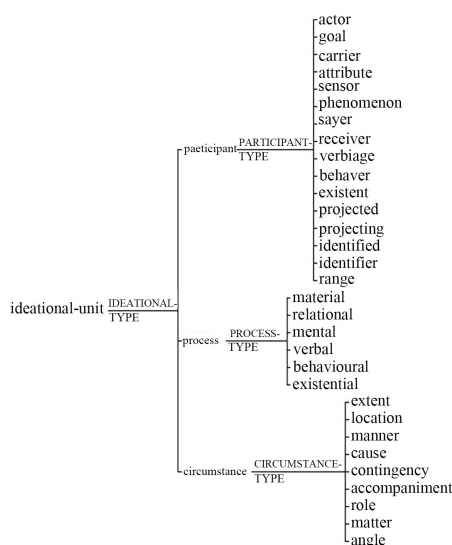 actor
goal
carrier
attribute
sensor
phenomenon
sayer
receiver
verbiage
behaver
existent
projected
projecting
identified
identifier
range
paeticipant
PARTICIPANT-
TYPE
ideational-unit
IDEATIONAL-
TYPE
material
relational
mental
verbal
behavioural
existential
process
PROCESS-
TYPE
extent
location
manner
cause
contingency
accompaniment
role
matter
angle
circumstance
CIRCUMSTANCE-
TYPE